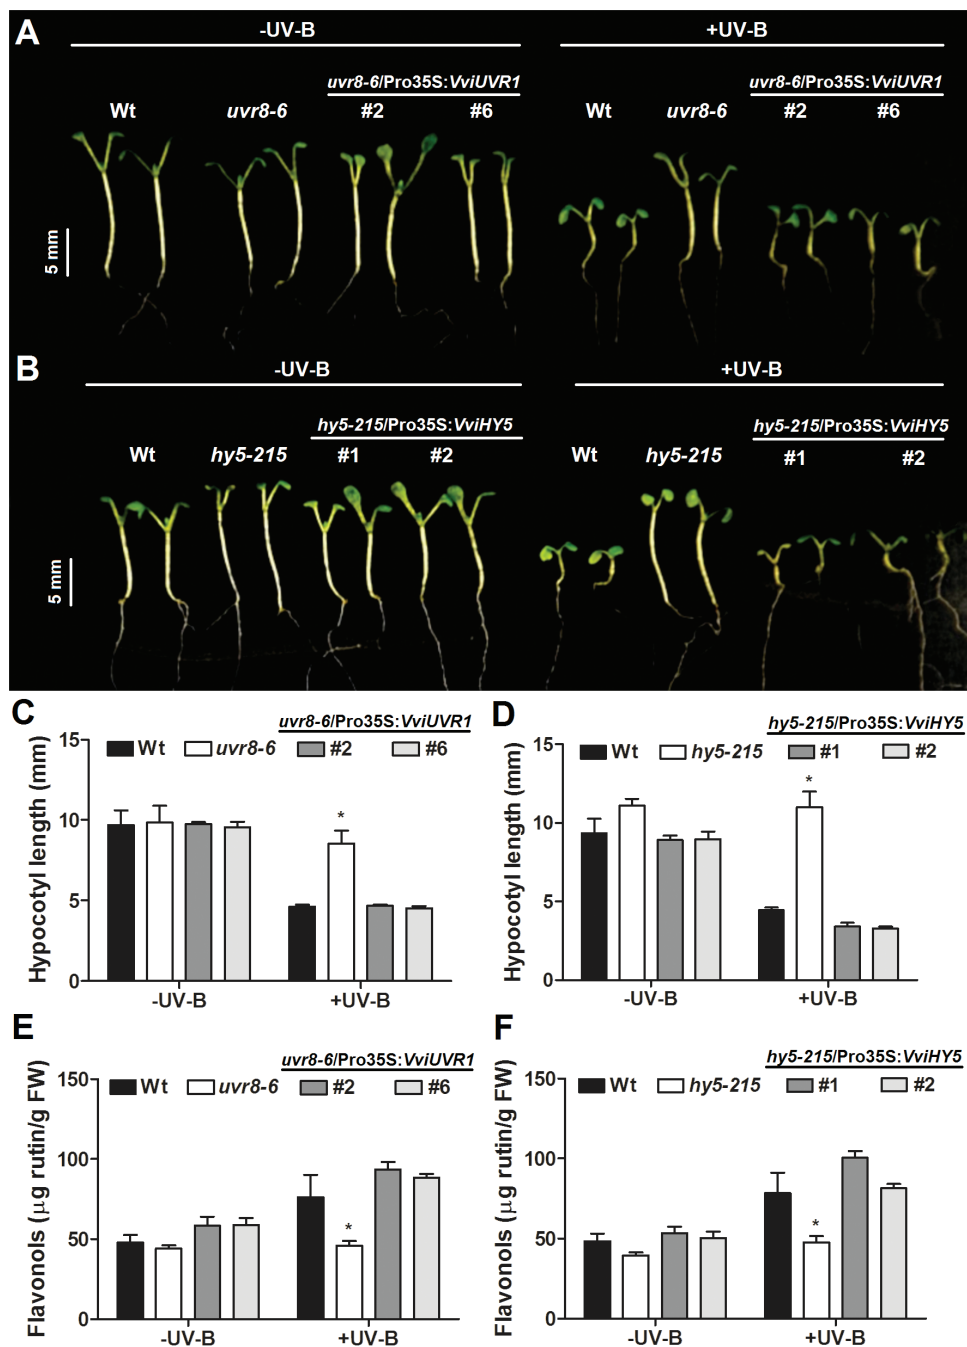 A
-UV-B
+UV-B
uvr8-6/Pro35S:VviUVR1
uvr8-6/Pro35S:VviUVR1
Wt
uvr8-6
#2
#6
Wt
uvr8-6
#2
#6
5 mm
B
-UV-B
+UV-B
hy5-215/Pro35S:VviHY5
hy5-215/Pro35S:VviHY5
Wt
hy5-215
#1
#2
Wt
hy5-215
#1
#2
5 mm
C
uvr8-6/Pro35S:VviUVR1
Wt
uvr8-6
#2
#6
Hypocotyl length (mm)
15
10
5
0
*
-UV-B
+UV-B
D
hy5-215/Pro35S:VviHY5
Wt
hy5-215
#1
#2
Hypocotyl length (mm)
15
10
5
0
*
-UV-B
+UV-B
E
uvr8-6/Pro35S:VviUVR1
Wt
uvr8-6
#2
#6
Flavonols (µg rutin/g FW)
150
100
50
0
*
-UV-B
+UV-B
F
hy5-215/Pro35S:VviHY5
Wt
hy5-215
#1
#2
Flavonols (µg rutin/g FW)
150
100
50
0
*
-UV-B
+UV-B